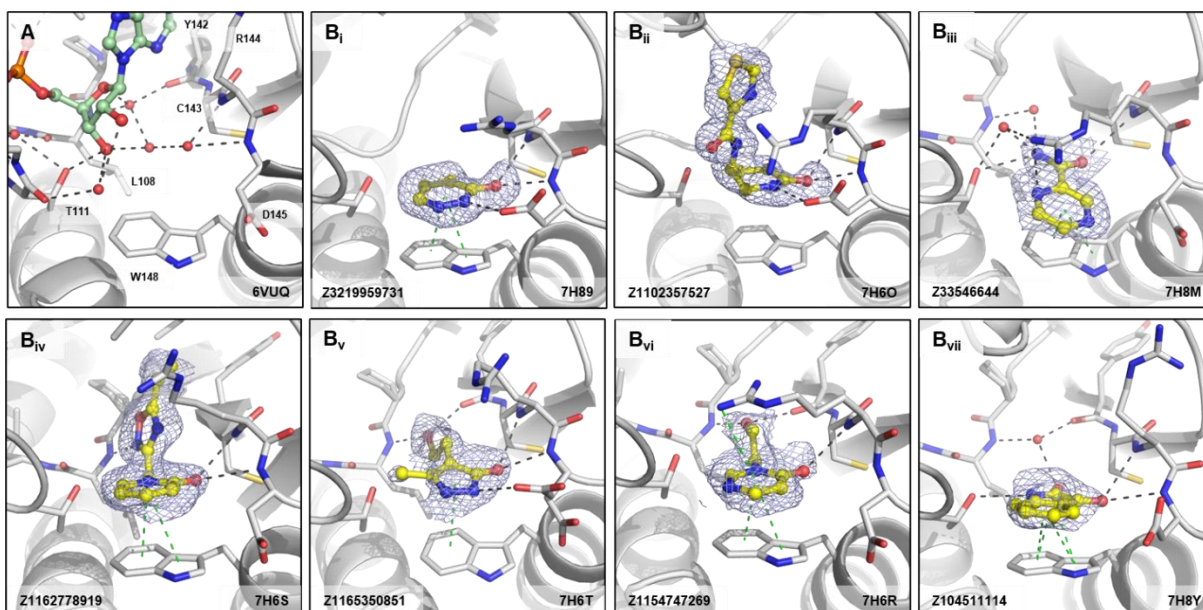 A
Y142
R144
C143
L108
T111
D145
W148
6VUQ
Bi
Z3219959731
7H89
Bii
Z1102357527
7H6O
Biii
Z33546644
7H8M
Biv
Z1162778919
7H6S
Bv
Z1165350851
7H6T
Bvi
Z1154747269
7H6R
Bvii
Z104511114
7H8Y